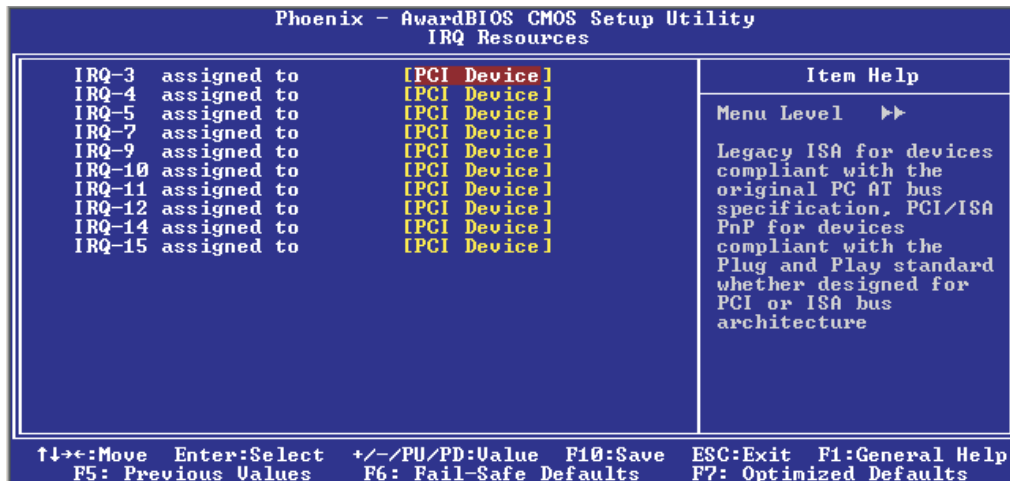 Phoenix - AwardBIOS CMOS Setup Utility
IRQ Resources
IRQ-3 assigned to [PCI Device]
IRQ-4 assigned to [PCI Device]
IRQ-5 assigned to [PCI Device]
IRQ-7 assigned to [PCI Device]
IRQ-9 assigned to [PCI Device]
IRQ-10 assigned to [PCI Device]
IRQ-11 assigned to [PCI Device]
IRQ-12 assigned to [PCI Device]
IRQ-14 assigned to [PCI Device]
IRQ-15 assigned to [PCI Device]
Item Help
Menu Level ▸▸
Legacy ISA for devices
compliant with the
original PC AT bus
specification, PCI/ISA
PnP for devices
compliant with the
Plug and Play standard
whether designed for
PCI or ISA bus
architecture
↑↓→←:Move Enter:Select +/-/PU/PD:Value F10:Save ESC:Exit F1:General Help
F5: Previous Values F6: Fail-Safe Defaults F7: Optimized Defaults